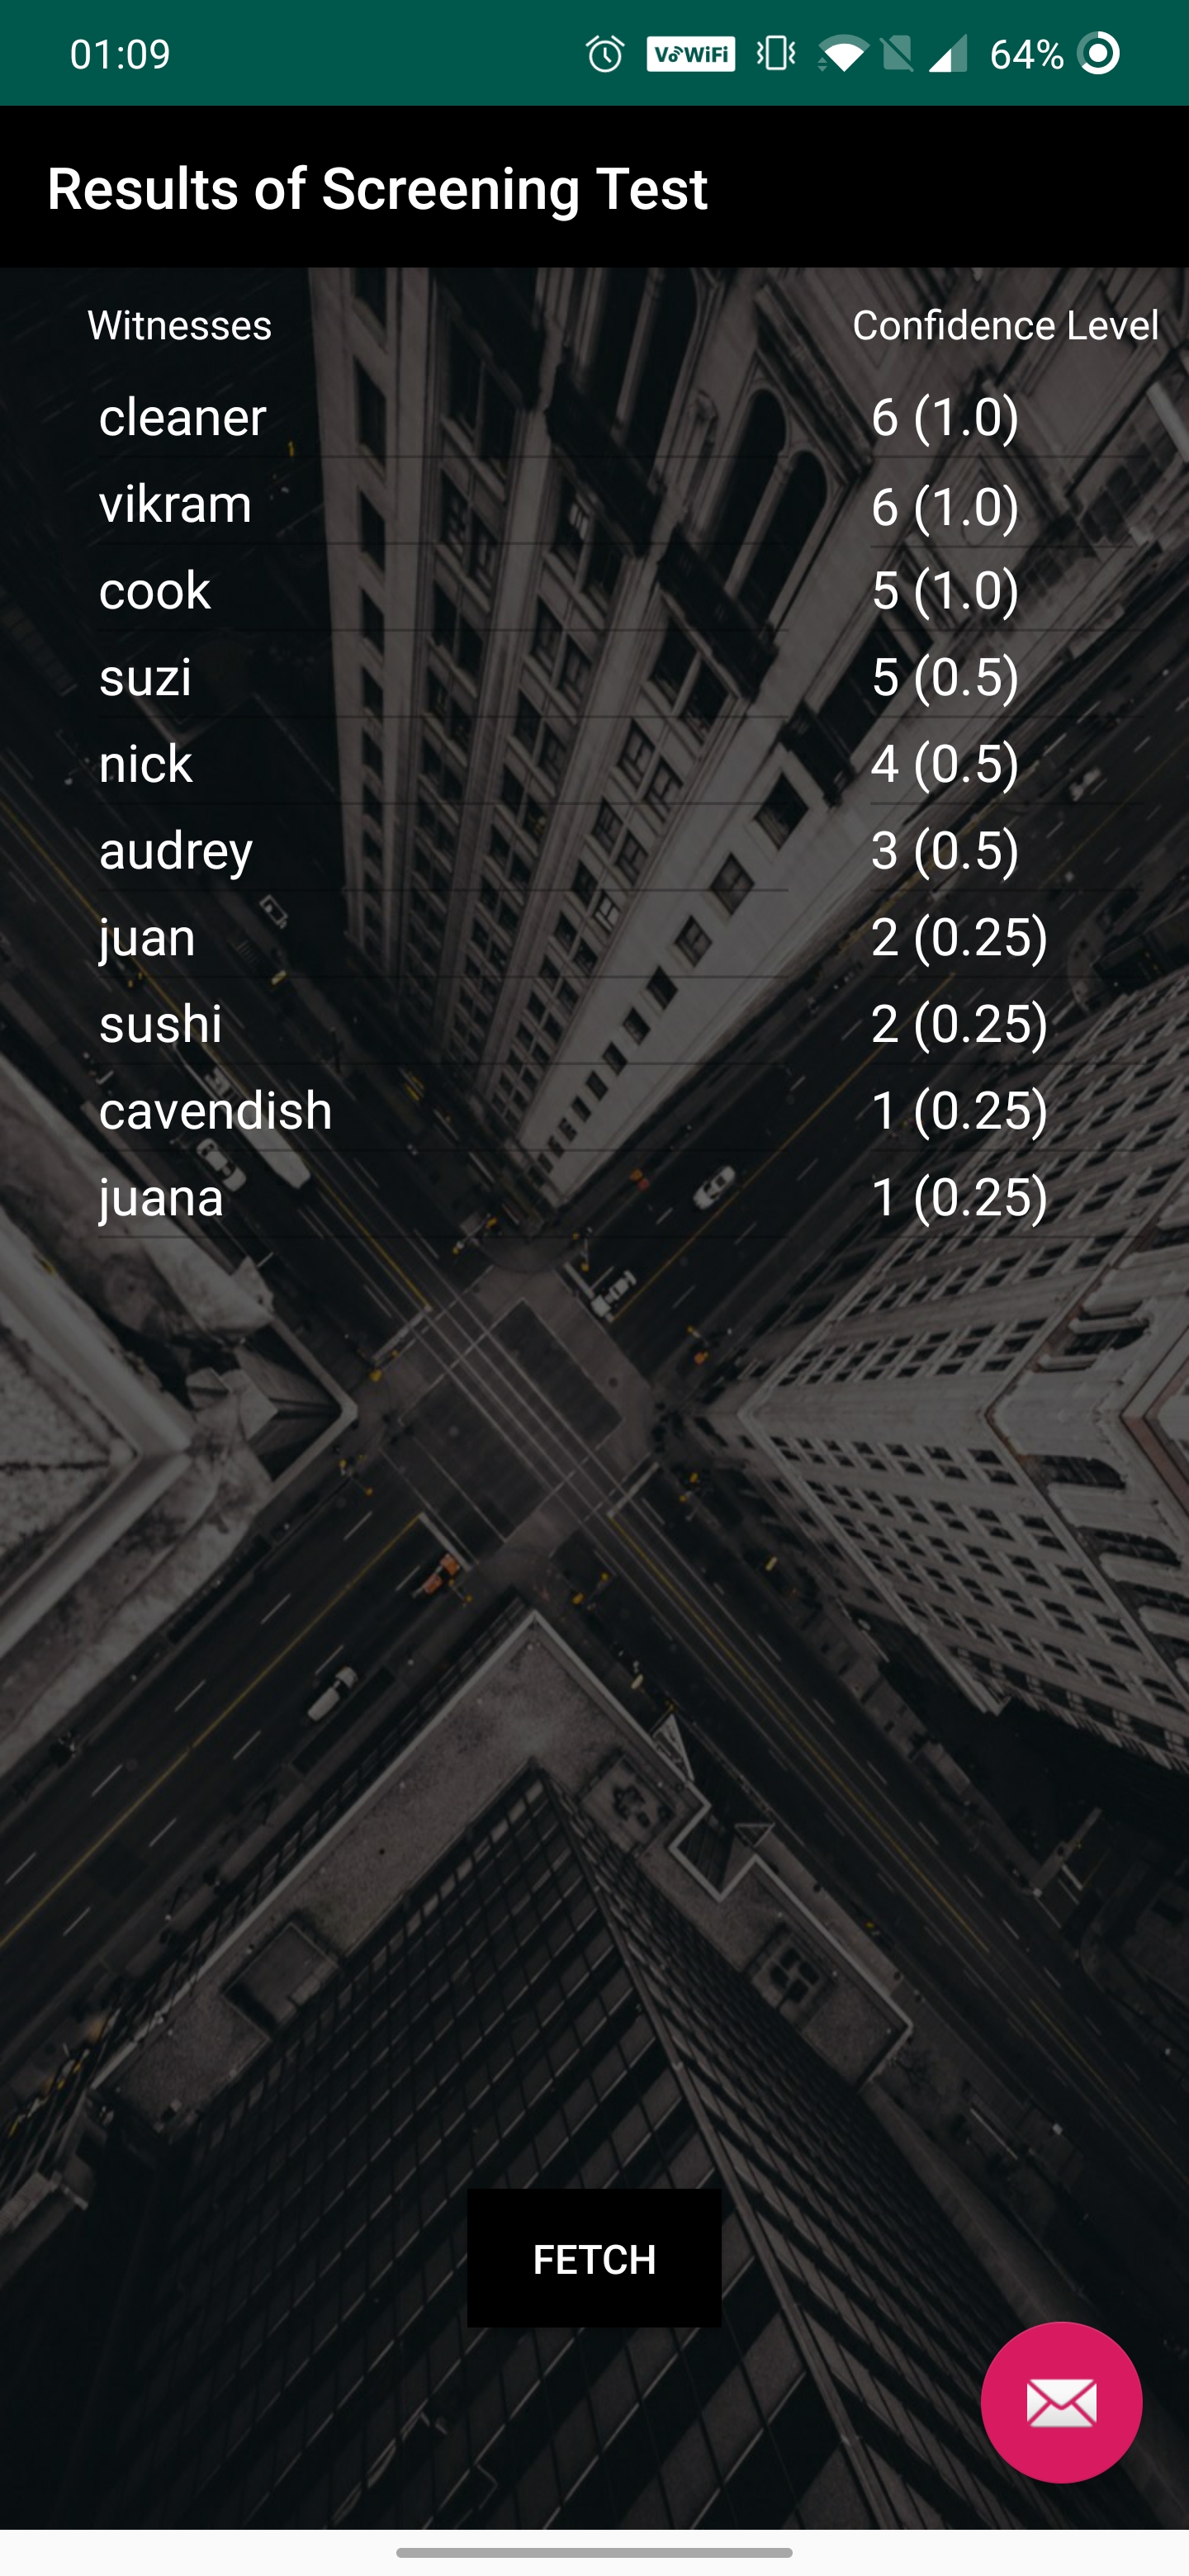 01:09 VoWiFi 64%
Results of Screening Test
Witnesses Confidence Level
cleaner 6 (1.0)
vikram 6 (1.0)
cook 5 (1.0)
suzi 5 (0.5)
nick 4 (0.5)
audrey 3 (0.5)
juan 2 (0.25)
sushi 2 (0.25)
cavendish 1 (0.25)
juana 1 (0.25)
FETCH